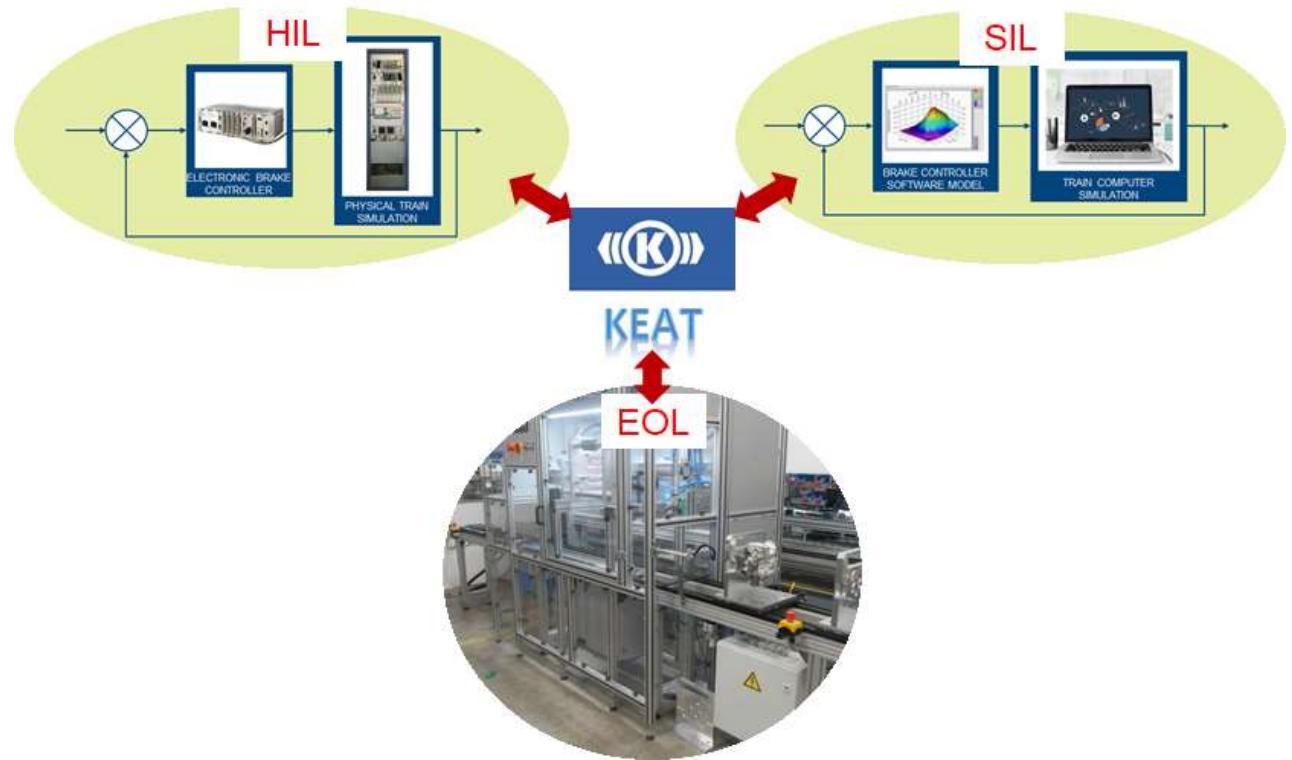 HIL
ELECTRONIC BRAKE
CONTROLLER
PHYSICAL TRAIN
SIMULATION
SIL
BRAKE CONTROLLER
SOFTWARE MODEL
TRAIN COMPUTER
SIMULATION
K
KEAT
EOL